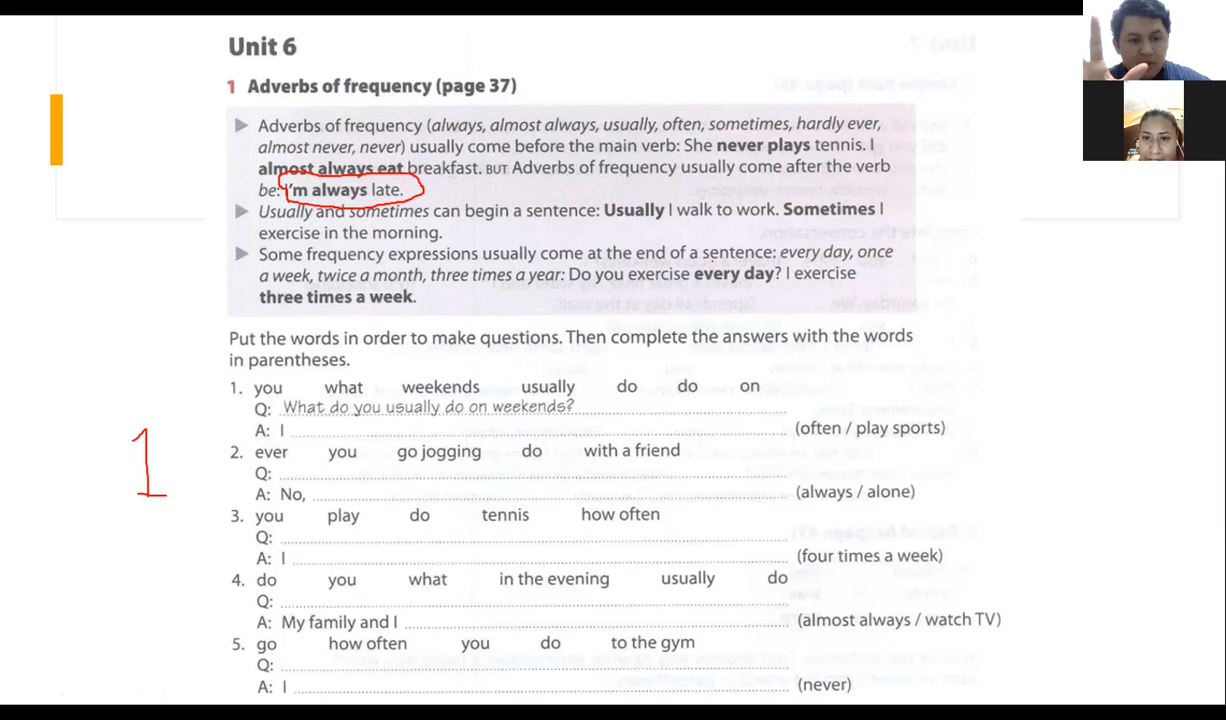 Unit 6
1 Adverbs of frequency (page 37)
▶ Adverbs of frequency (always, almost always, usually, often, sometimes, hardly ever,
almost never, never) usually come before the main verb: She never plays tennis. I
almost always eat breakfast. BUT Adverbs of frequency usually come after the verb
be: I'm always late.
▶ Usually and sometimes can begin a sentence: Usually I walk to work. Sometimes I
exercise in the morning.
▶ Some frequency expressions usually come at the end of a sentence: every day, once
a week, twice a month, three times a year: Do you exercise every day? I exercise
three times a week.
Put the words in order to make questions. Then complete the answers with the words
in parentheses.
1. you what weekends usually do do on
Q: What do you usually do on weekends?
A: I (often / play sports)
1
2. ever you go jogging do with a friend
Q:
A: No, (always / alone)
3. you play do tennis how often
Q:
A: I (four times a week)
4. do you what in the evening usually do
Q:
A: My family and I (almost always / watch TV)
5. go how often you do to the gym
Q:
A: I (never)